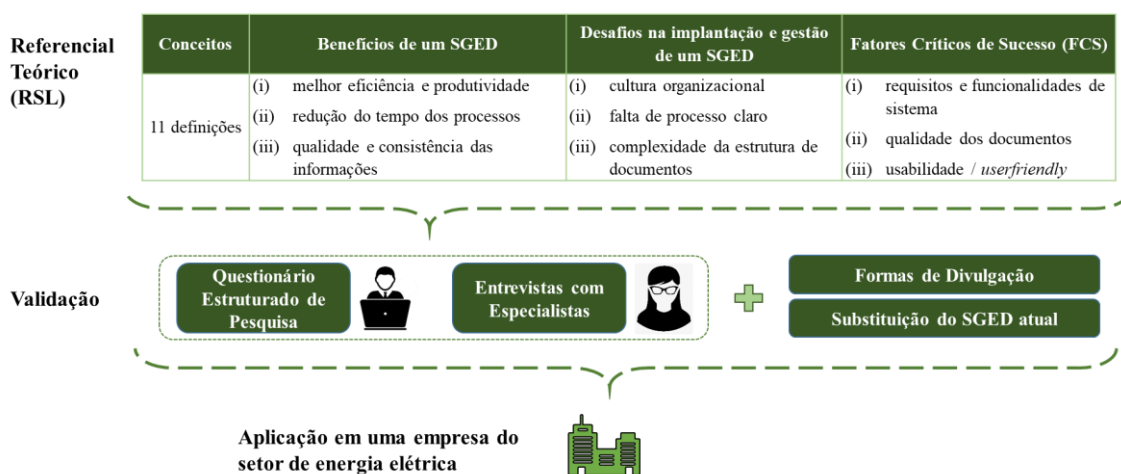 Referencial
Teórico
(RSL)
Conceitos
Benefícios de um SGED
Desafios na implantação e gestão
de um SGED
Fatores Críticos de Sucesso (FCS)
11 definições
(i) melhor eficiência e produtividade
(ii) redução do tempo dos processos
(iii) qualidade e consistência das
informações
(i) cultura organizacional
(ii) falta de processo claro
(iii) complexidade da estrutura de
documentos
(i) requisitos e funcionalidades de
sistema
(ii) qualidade dos documentos
(iii) usabilidade / userfriendly
Validação
Questionário
Estruturado de
Pesquisa
Entrevistas com
Especialistas
Formas de Divulgação
Substituição do SGED atual
Aplicação em uma empresa do
setor de energia elétrica